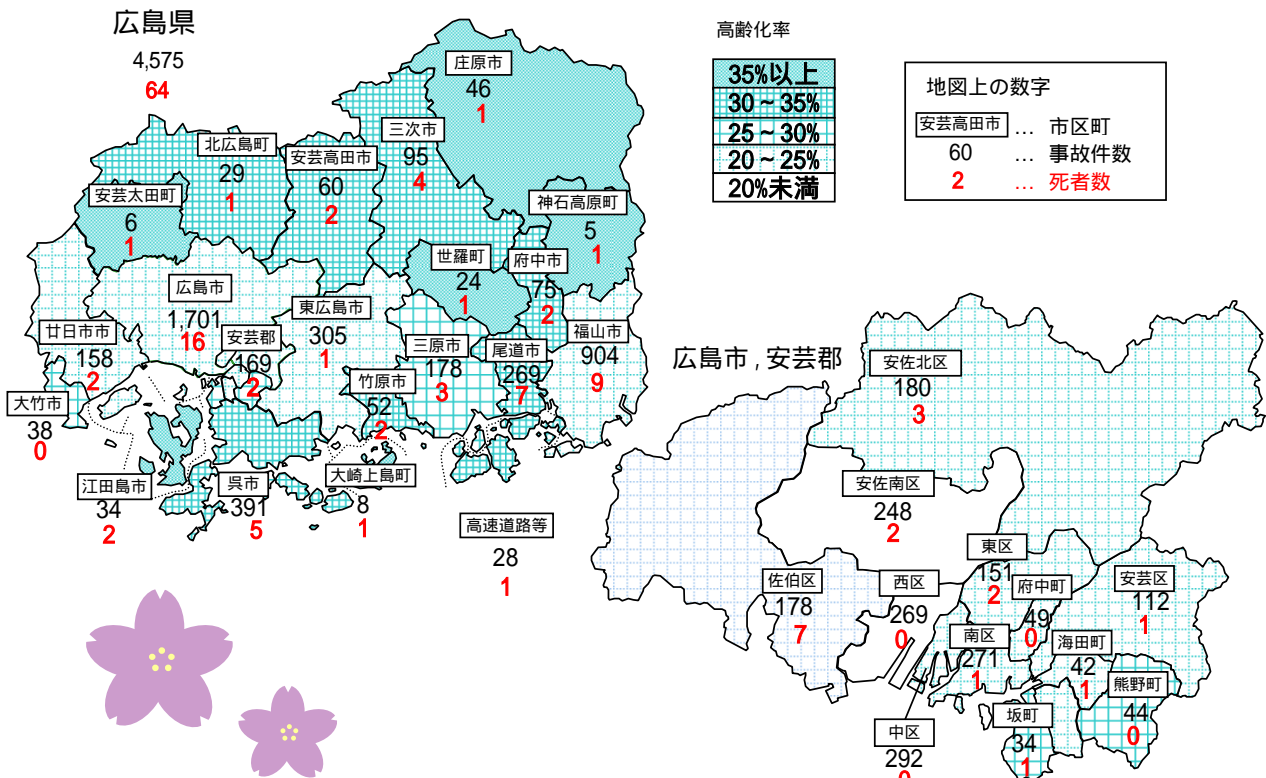 広島県
4,575
64
高齢化率
35%以上
30～35%
25～30%
20～25%
20%未満
地図上の数字
安芸高田市 … 市区町
60 … 事故件数
2 … 死者数
庄原市
46
1
三次市
95
4
北広島町
29
1
安芸高田市
60
2
安芸太田町
6
1
神石高原町
5
1
世羅町
24
1
府中市
75
2
広島市
1,701
16
東広島市
305
1
安芸郡
169
2
廿日市市
158
2
三原市
178
3
尾道市
269
7
福山市
904
9
竹原市
52
2
大竹市
38
0
江田島市
34
2
呉市
391
5
大崎上島町
8
1
高速道路等
28
1
広島市,安芸郡
安佐北区
180
3
安佐南区
248
2
東区
151
2
府中町
49
0
安芸区
112
1
佐伯区
178
7
西区
269
0
南区
271
1
海田町
42
1
熊野町
44
0
坂町
34
1
中区
292
0